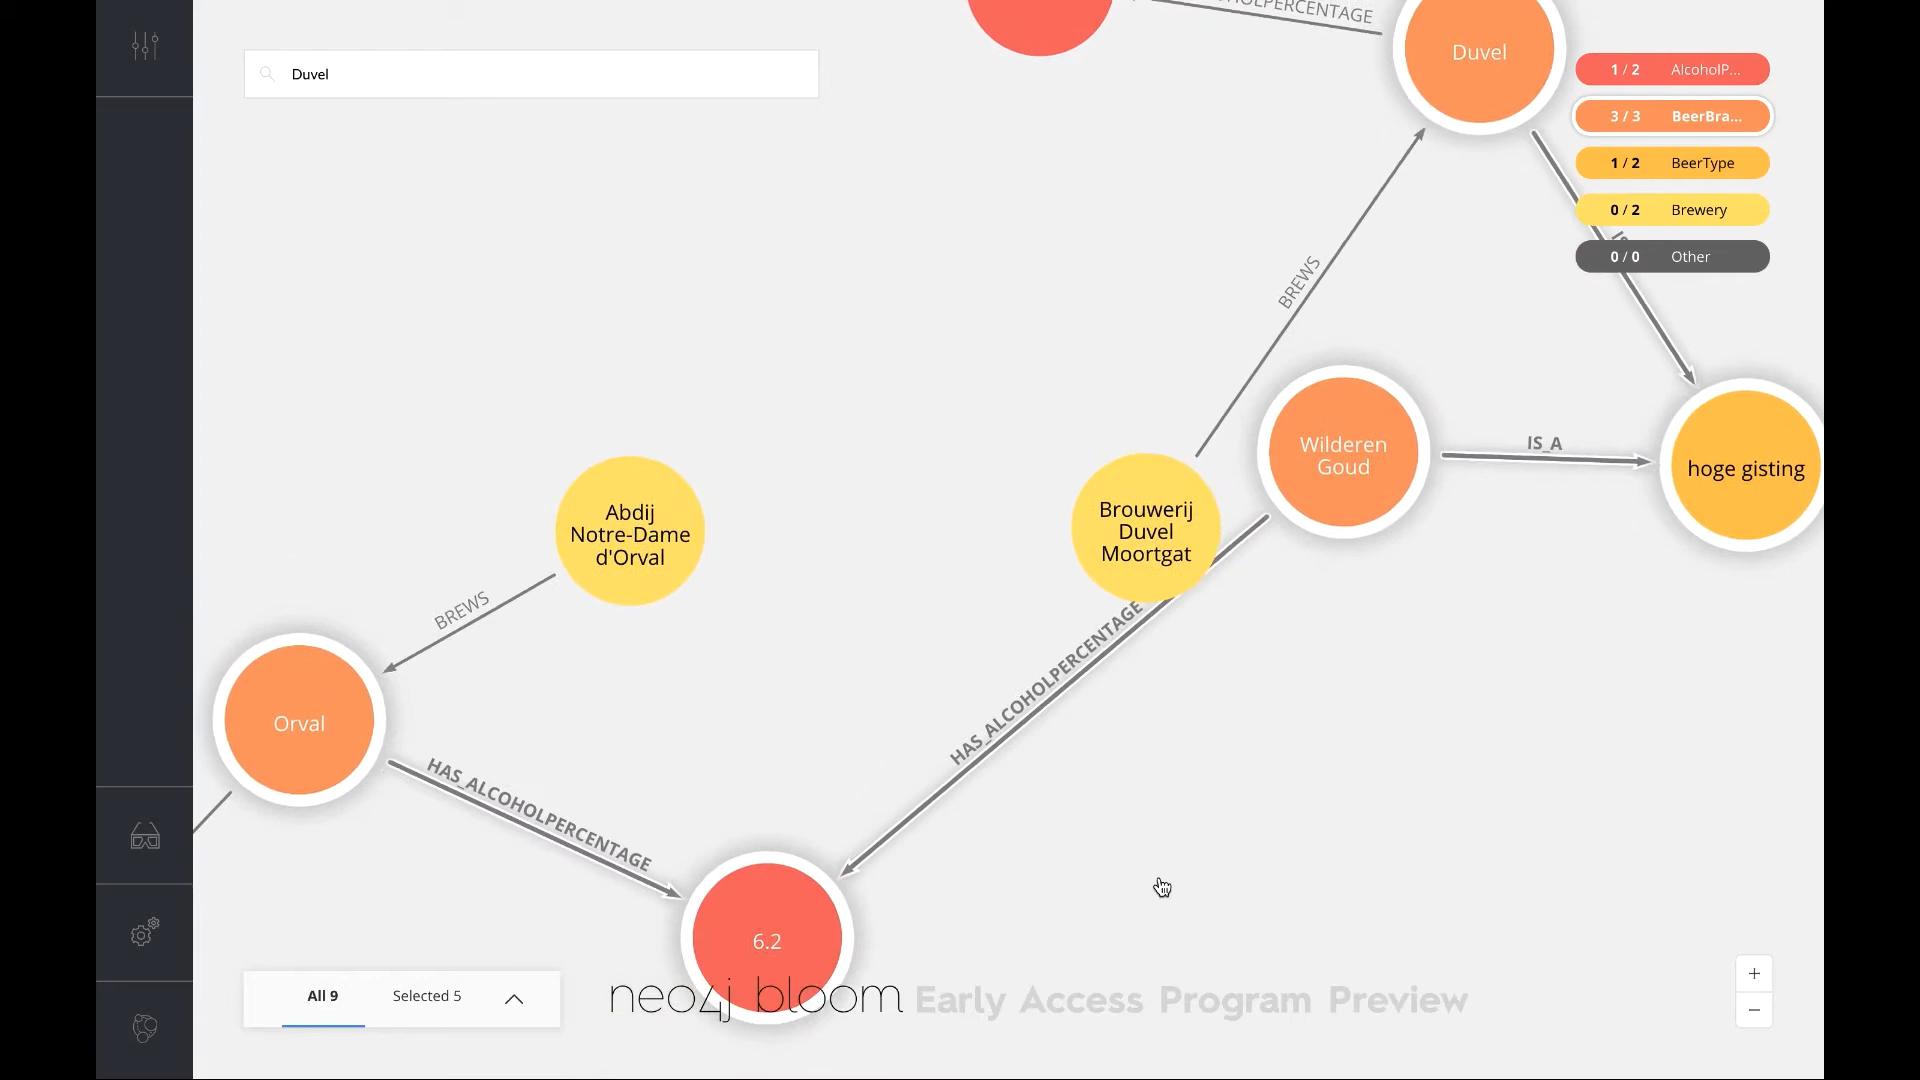 HAS_ALCOHOLPERCENTAGE
Duvel
Duvel
1 / 2 AlcoholP...
3 / 3 BeerBra...
1 / 2 BeerType
0 / 2 Brewery
0 / 0 Other
BREWS
Wilderen
Goud
IS_A
hoge gisting
Abdij
Notre-Dame
d'Orval
Brouwerij
Duvel
Moortgat
BREWS
HAS_ALCOHOLPERCENTAGE
Orval
HAS_ALCOHOLPERCENTAGE
6.2
All 9
Selected 5
neo4j bloom Early Access Program Preview